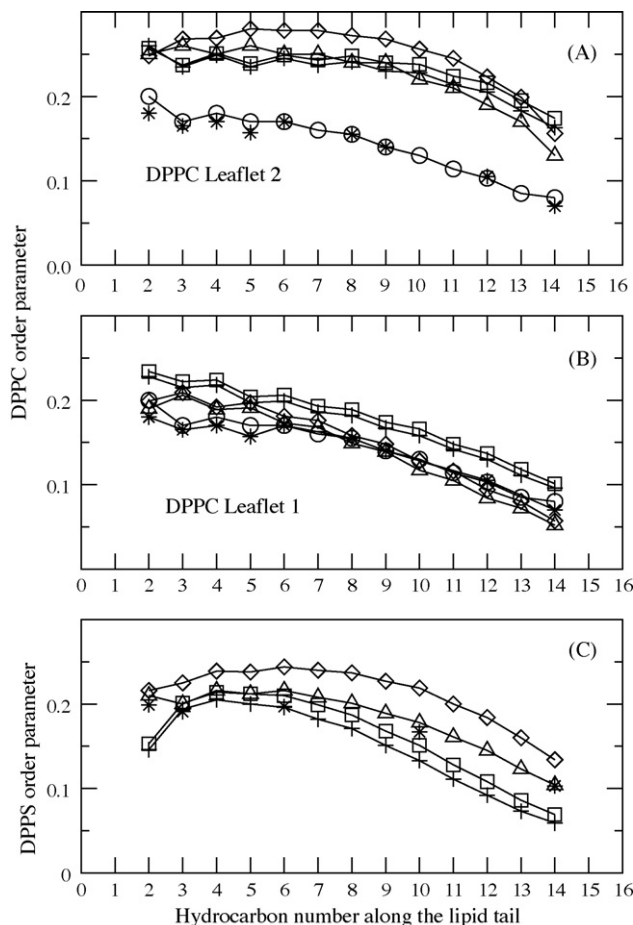 (A)
0.2
0.1
0.0
DPPC Leaflet 2
0 1 2 3 4 5 6 7 8 9 10 11 12 13 14 15 16
DPPC order parameter
(B)
0.2
0.1
DPPC Leaflet 1
0 1 2 3 4 5 6 7 8 9 10 11 12 13 14 15 16
(C)
DPPS order parameter
0.2
0.1
0
0 1 2 3 4 5 6 7 8 9 10 11 12 13 14 15 16
Hydrocarbon number along the lipid tail